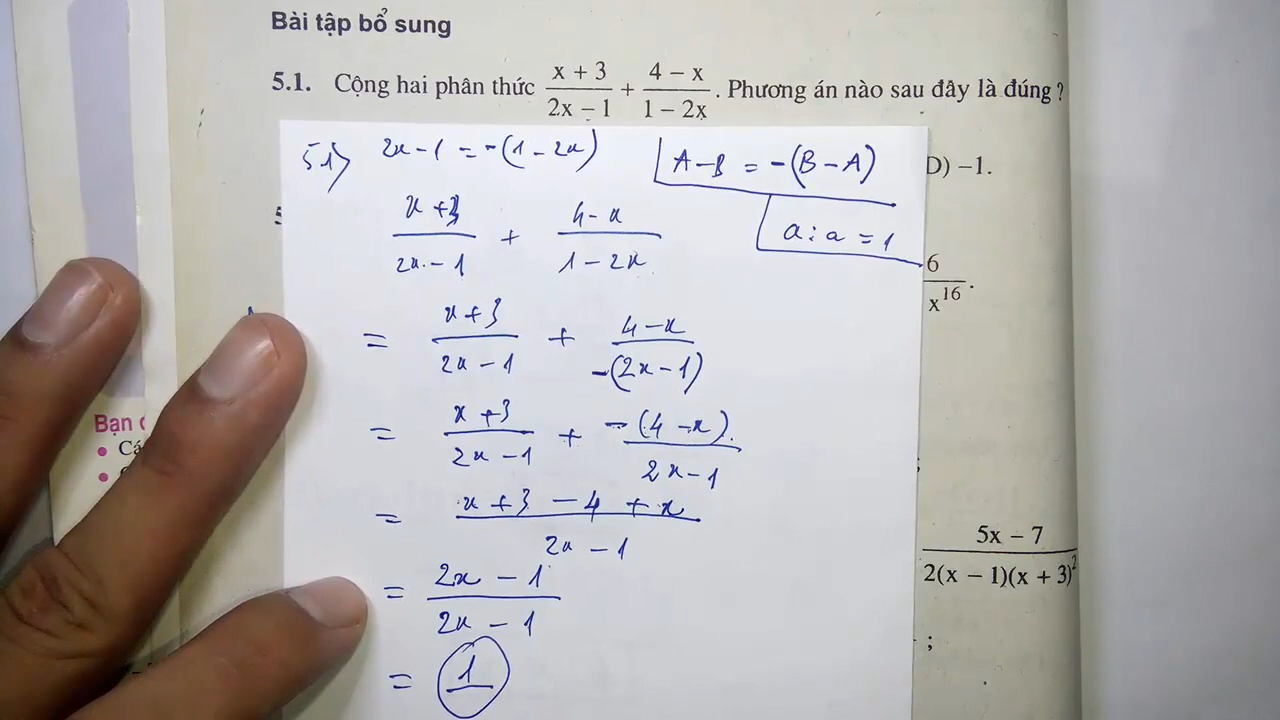 Bài tập bổ sung
5.1. Cộng hai phân thức (x + 3)/(2x – 1) + (4 – x)/(1 – 2x). Phương án nào sau đây là đúng ?
D) –1.
5.1) 2x – 1 = –(1 – 2x)
A – B = –(B – A)
a : a = 1
(x + 3)/(2x – 1) + (4 – x)/(1 – 2x)
= (x + 3)/(2x – 1) + (4 – x)/(–(2x – 1))
= (x + 3)/(2x – 1) + (–(4 – x))/(2x – 1)
= (x + 3 – 4 + x)/(2x – 1)
= (2x – 1)/(2x – 1)
= 1
6/x^16.
(5x – 7)/(2(x – 1)(x + 3)^2)
;
;
Bạn